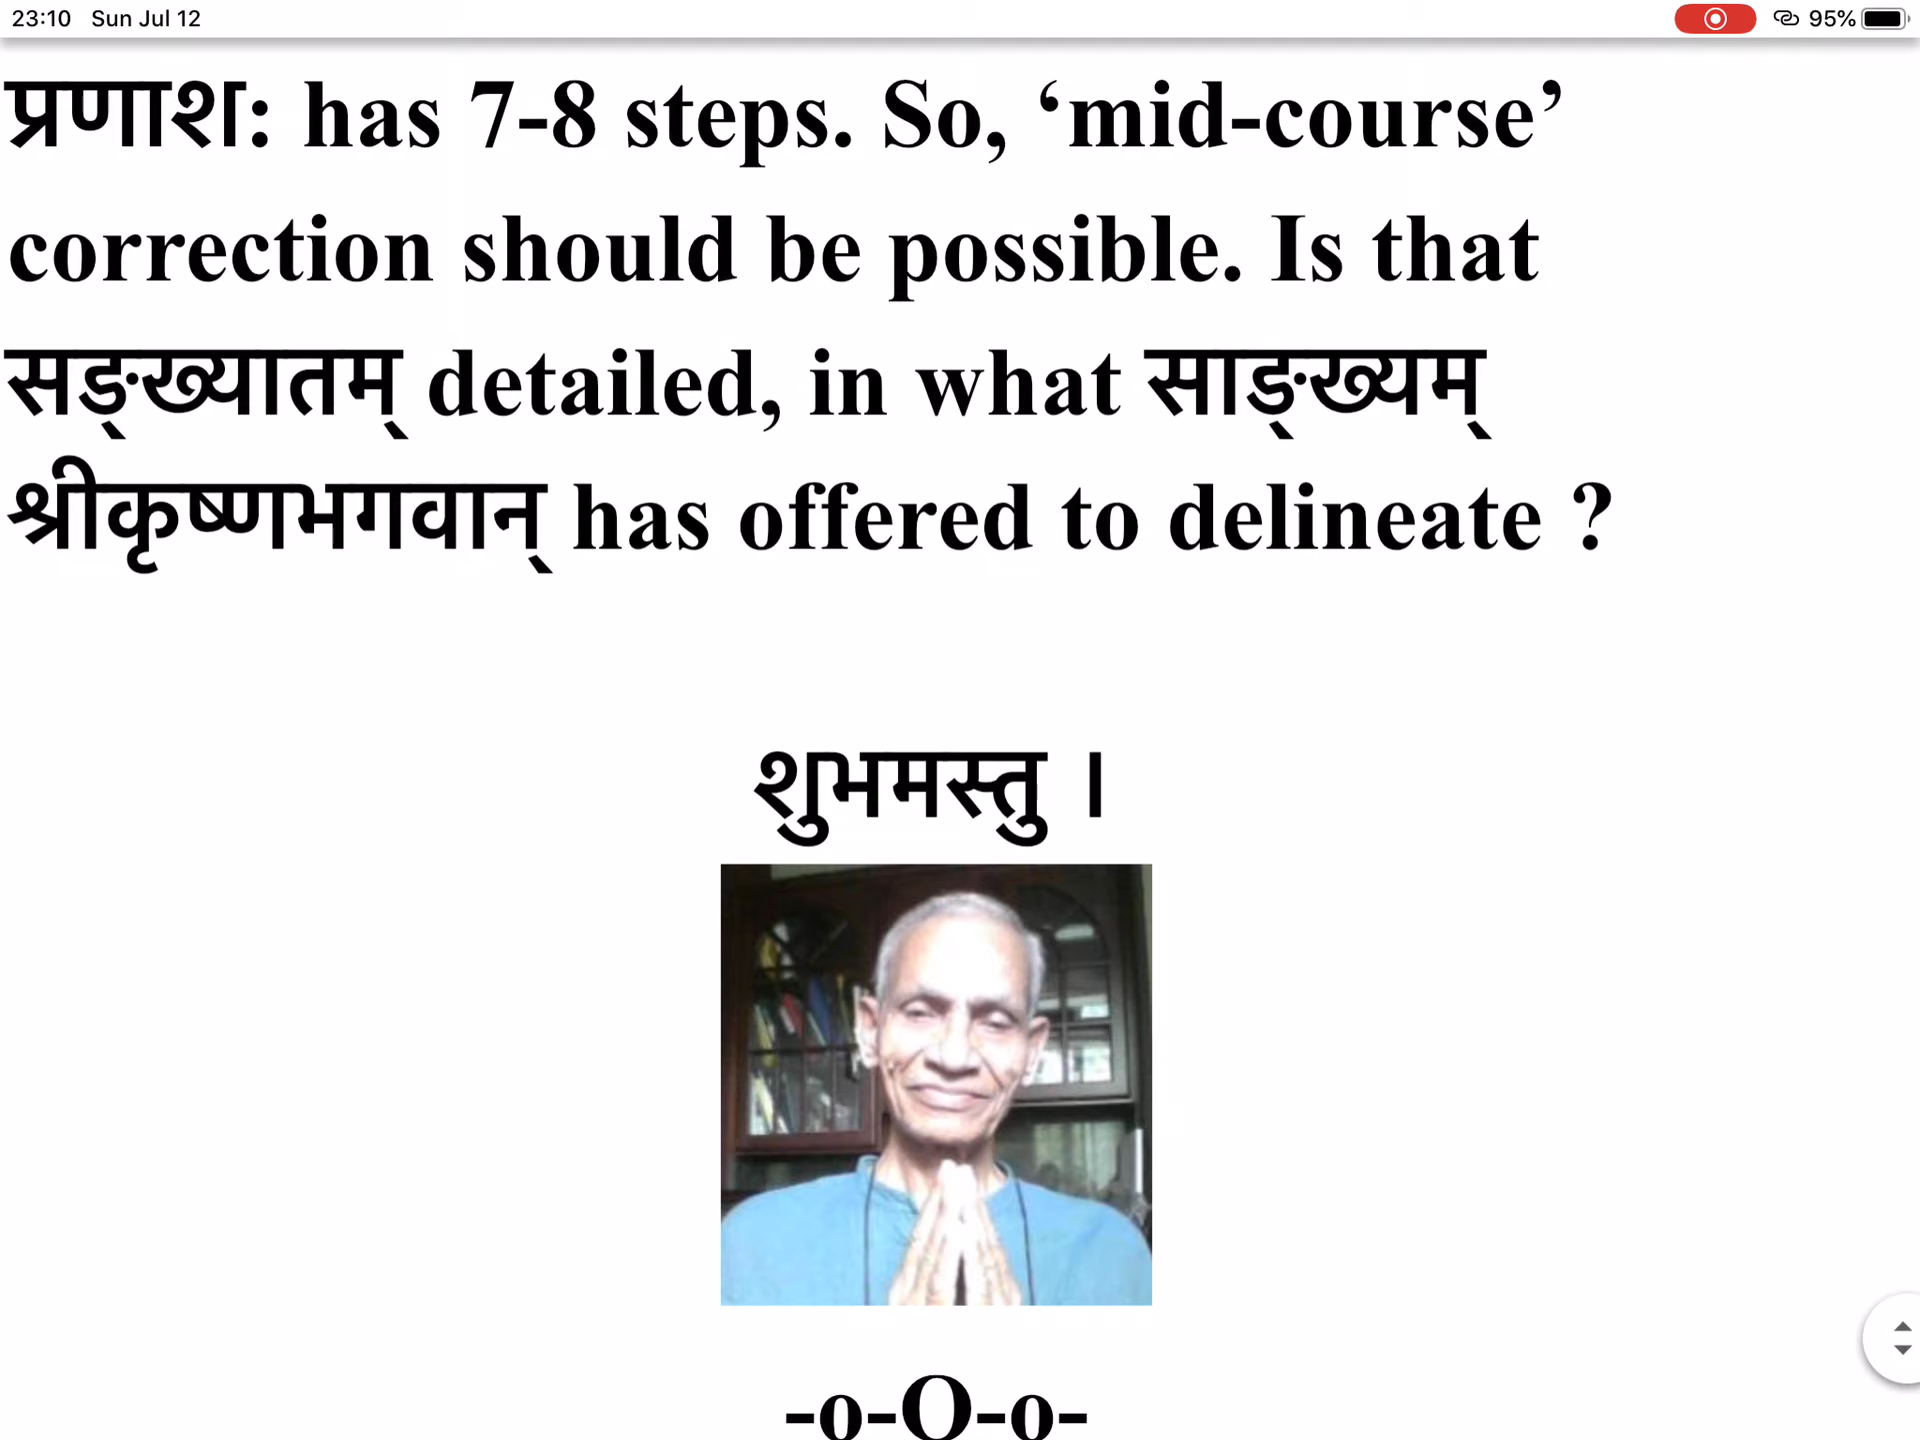 23:10 Sun Jul 12 95%
प्रणाश: has 7-8 steps. So, ‘mid-course’
correction should be possible. Is that
सङ्ख्यातम् detailed, in what साङ्ख्यम्
श्रीकृष्णभगवान् has offered to delineate ?
शुभमस्तु ।
-o-O-o-